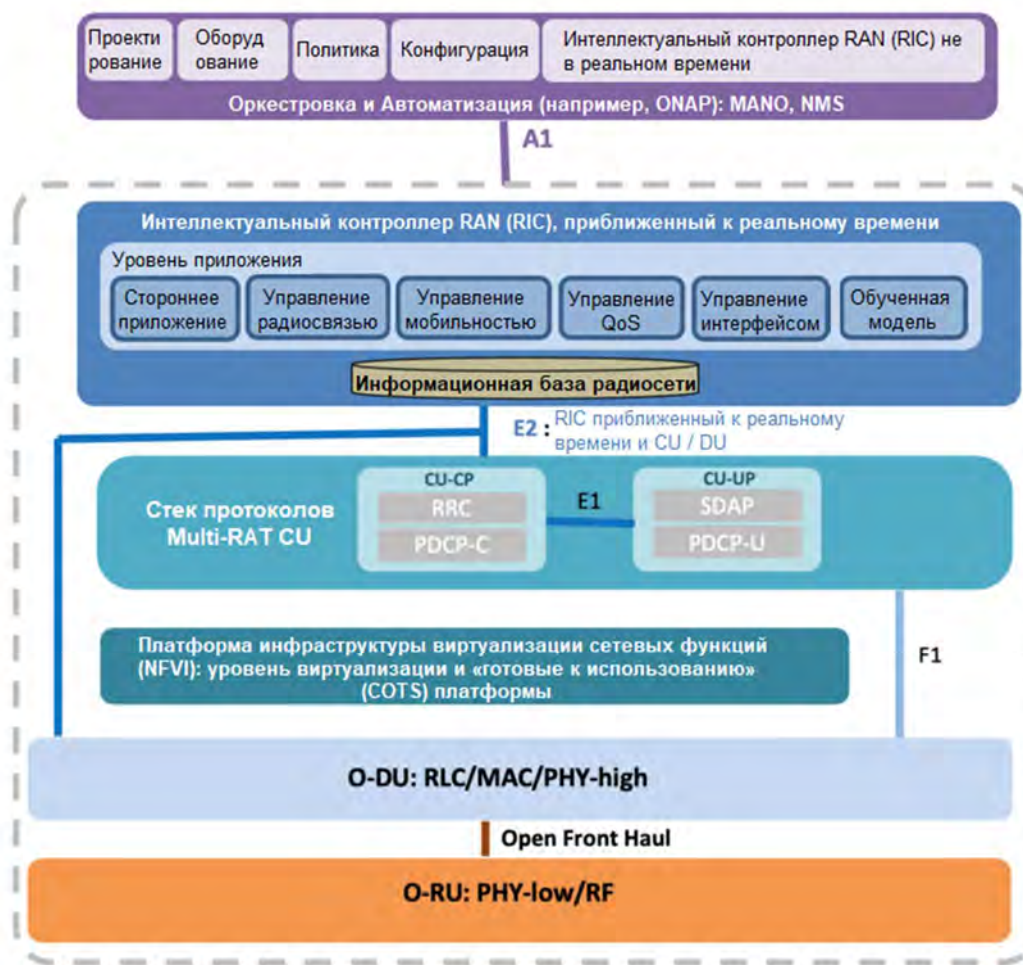 Проекти
рование
Оборуд
ование
Политика
Конфигурация
Интеллектуальный контроллер RAN (RIC) не
в реальном времени
Оркестровка и Автоматизация (например, ONAP): MANO, NMS
A1
Интеллектуальный контроллер RAN (RIC), приближенный к реальному времени
Уровень приложения
Стороннее
приложение
Управление
радиосвязью
Управление
мобильностью
Управление
QoS
Управление
интерфейсом
Обученная
модель
Информационная база радиосети
E2 : RIC приближенный к реальному
времени и CU / DU
Стек протоколов
Multi-RAT CU
CU-CP
RRC
PDCP-C
E1
CU-UP
SDAP
PDCP-U
Платформа инфраструктуры виртуализации сетевых функций
(NFVI): уровень виртуализации и «готовые к использованию»
(COTS) платформы
F1
O-DU: RLC/MAC/PHY-high
Open Front Haul
O-RU: PHY-low/RF